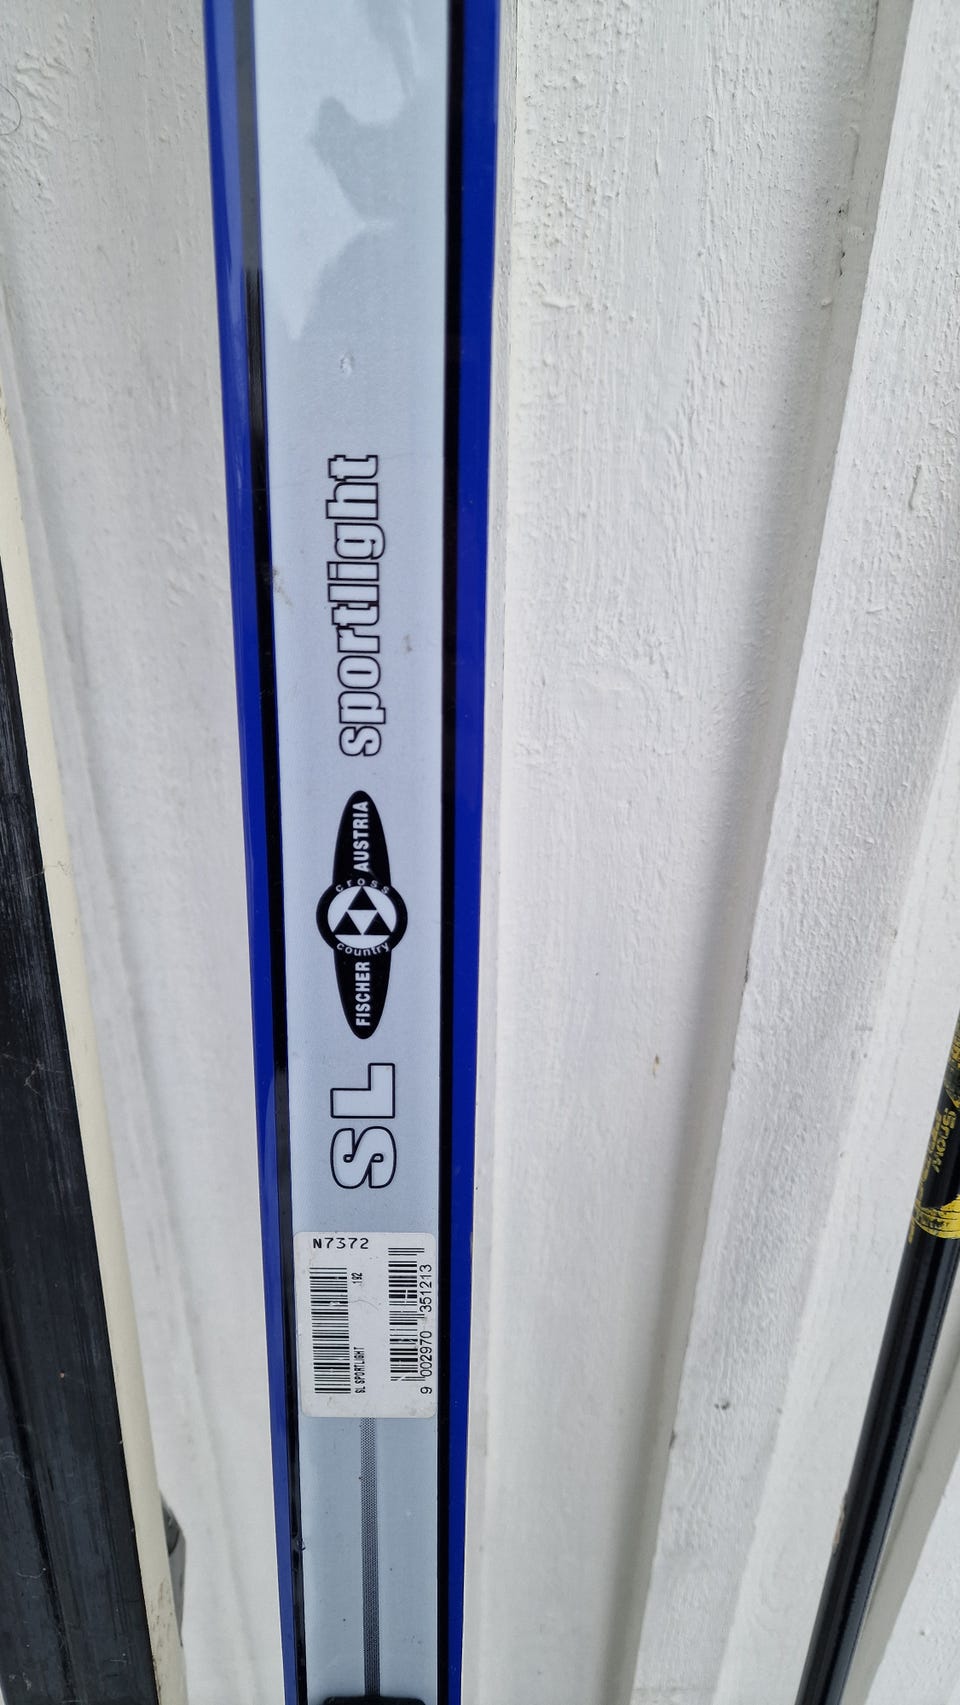 sportlight
FISCHER cross country AUSTRIA
SL
N7372
SL SPORTLIGHT .192
9 002970 351213